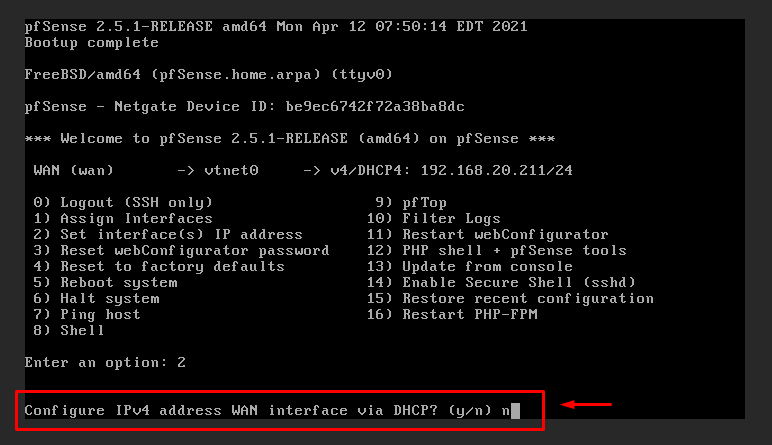 pfSense 2.5.1-RELEASE amd64 Mon Apr 12 07:50:14 EDT 2021
Bootup complete
FreeBSD/amd64 (pfSense.home.arpa) (ttyv0)
pfSense - Netgate Device ID: be9ec6742f72a38ba8dc
*** Welcome to pfSense 2.5.1-RELEASE (amd64) on pfSense ***
WAN (wan) -> vtnet0 -> v4/DHCP4: 192.168.20.211/24
0) Logout (SSH only) 9) pfTop
1) Assign Interfaces 10) Filter Logs
2) Set interface(s) IP address 11) Restart webConfigurator
3) Reset webConfigurator password 12) PHP shell + pfSense tools
4) Reset to factory defaults 13) Update from console
5) Reboot system 14) Enable Secure Shell (sshd)
6) Halt system 15) Restore recent configuration
7) Ping host 16) Restart PHP-FPM
8) Shell
Enter an option: 2
Configure IPv4 address WAN interface via DHCP? (y/n) n